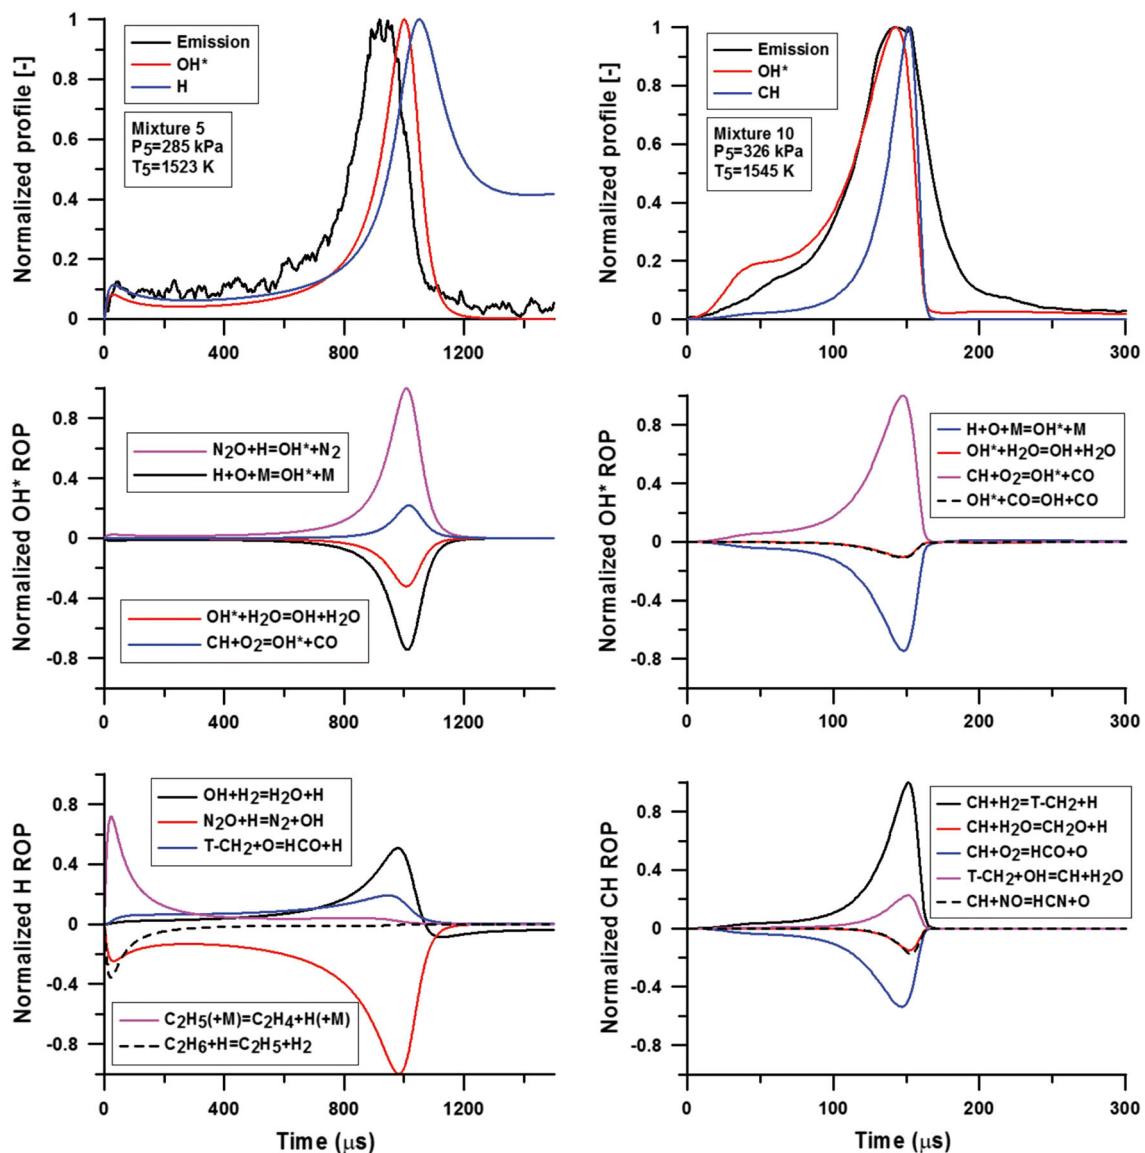 Normalized profile [-]
1
0.8
0.6
0.4
0.2
0
Emission
OH*
H
Mixture 5
P5=285 kPa
T5=1523 K
0 400 800 1200
Normalized profile [-]
1
0.8
0.6
0.4
0.2
0
Emission
OH*
CH
Mixture 10
P5=326 kPa
T5=1545 K
0 100 200 300
Normalized OH* ROP
0.8
0.4
0
-0.4
-0.8
N2O+H=OH*+N2
H+O+M=OH*+M
OH*+H2O=OH+H2O
CH+O2=OH*+CO
0 400 800 1200
Normalized OH* ROP
0.8
0.4
0
-0.4
-0.8
H+O+M=OH*+M
OH*+H2O=OH+H2O
CH+O2=OH*+CO
OH*+CO=OH+CO
0 100 200 300
Normalized H ROP
0.8
0.4
0
-0.4
-0.8
OH+H2=H2O+H
N2O+H=N2+OH
T-CH2+O=HCO+H
C2H5(+M)=C2H4+H(+M)
C2H6+H=C2H5+H2
0 400 800 1200
Time (μs)
Normalized CH ROP
0.8
0.4
0
-0.4
-0.8
CH+H2=T-CH2+H
CH+H2O=CH2O+H
CH+O2=HCO+O
T-CH2+OH=CH+H2O
CH+NO=HCN+O
0 100 200 300
Time (μs)